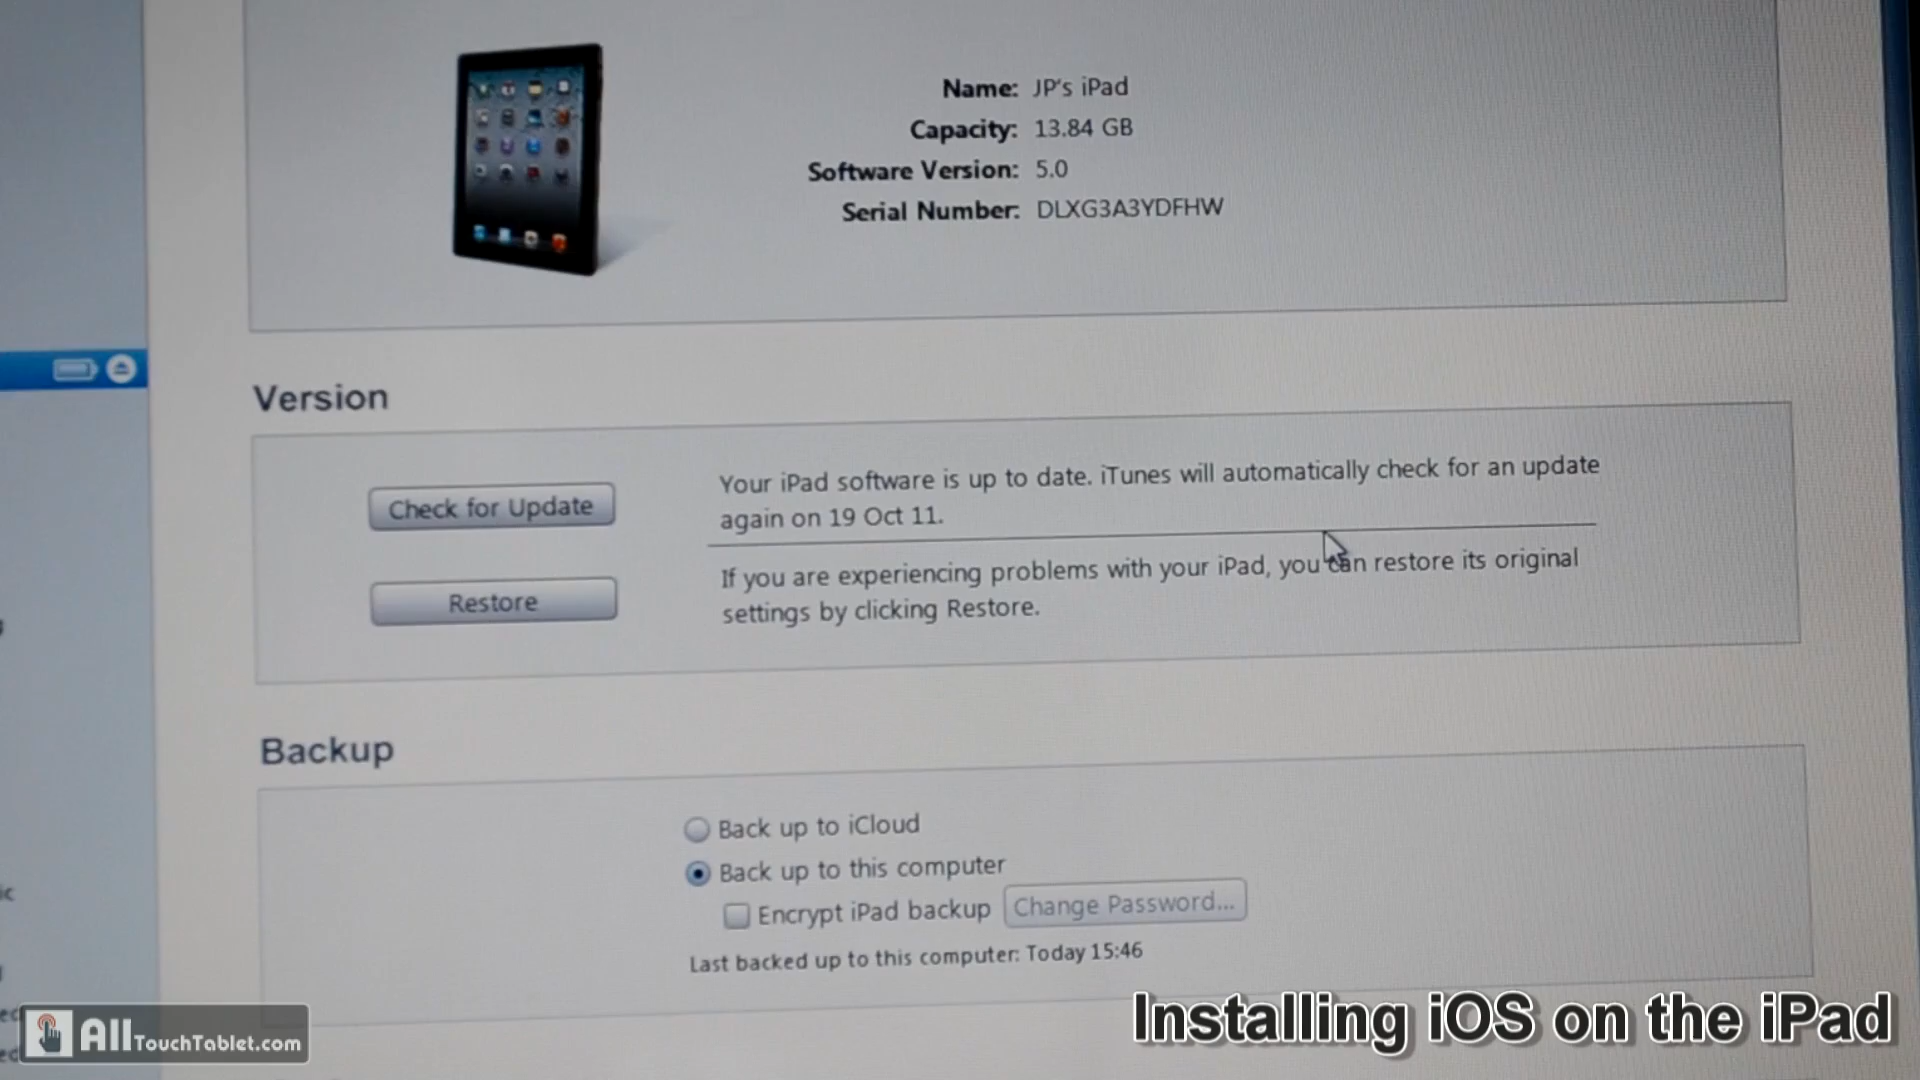 Name: JP's iPad
Capacity: 13.84 GB
Software Version: 5.0
Serial Number: DLXG3A3YDFHW
Version
Check for Update
Your iPad software is up to date. iTunes will automatically check for an update
again on 19 Oct 11.
Restore
If you are experiencing problems with your iPad, you can restore its original
settings by clicking Restore.
Backup
Back up to iCloud
Back up to this computer
Encrypt iPad backup
Change Password...
Last backed up to this computer: Today 15:46
AllTouchTablet.com
Installing iOS on the iPad